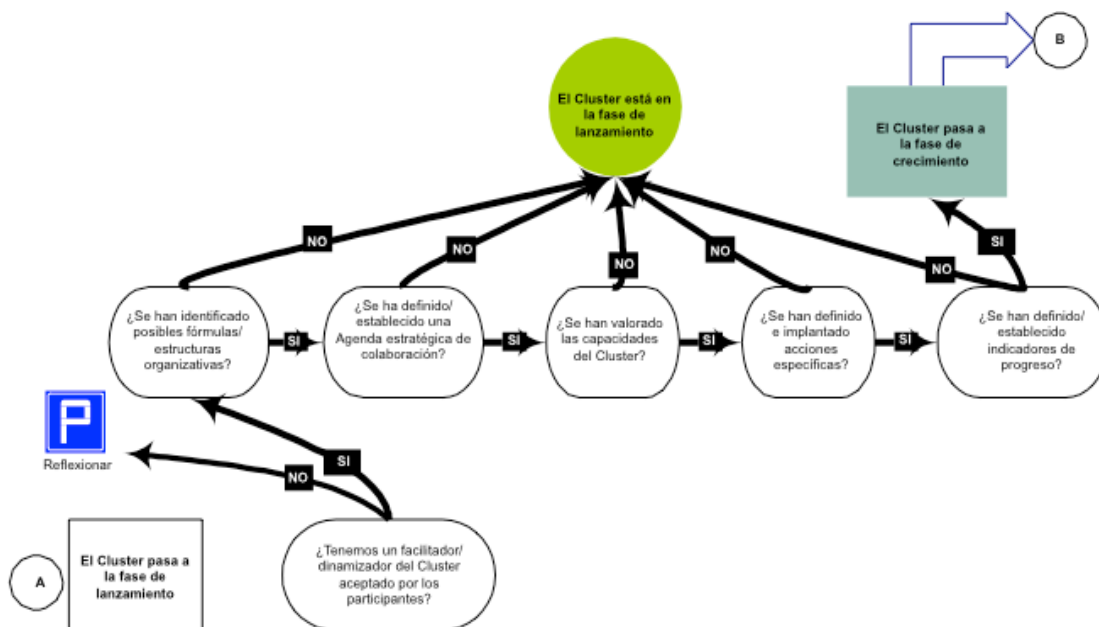 B
El Cluster está en
la fase de
lanzamiento
El Cluster pasa a
la fase de
crecimiento
NO
NO
NO
NO
NO
SI
¿Se han identificado
posibles fórmulas/
estructuras
organizativas?
SI
¿Se ha definido/
establecido una
Agenda estratégica de
colaboración?
SI
¿Se han valorado
las capacidades
del Cluster?
SI
¿Se han definido
e implantado
acciones
específicas?
SI
¿Se han definido/
establecido
indicadores de
progreso?
P
Reflexionar
SI
NO
A
El Cluster pasa a
la fase de
lanzamiento
¿Tenemos un facilitador/
dinamizador del Cluster
aceptado por los
participantes?